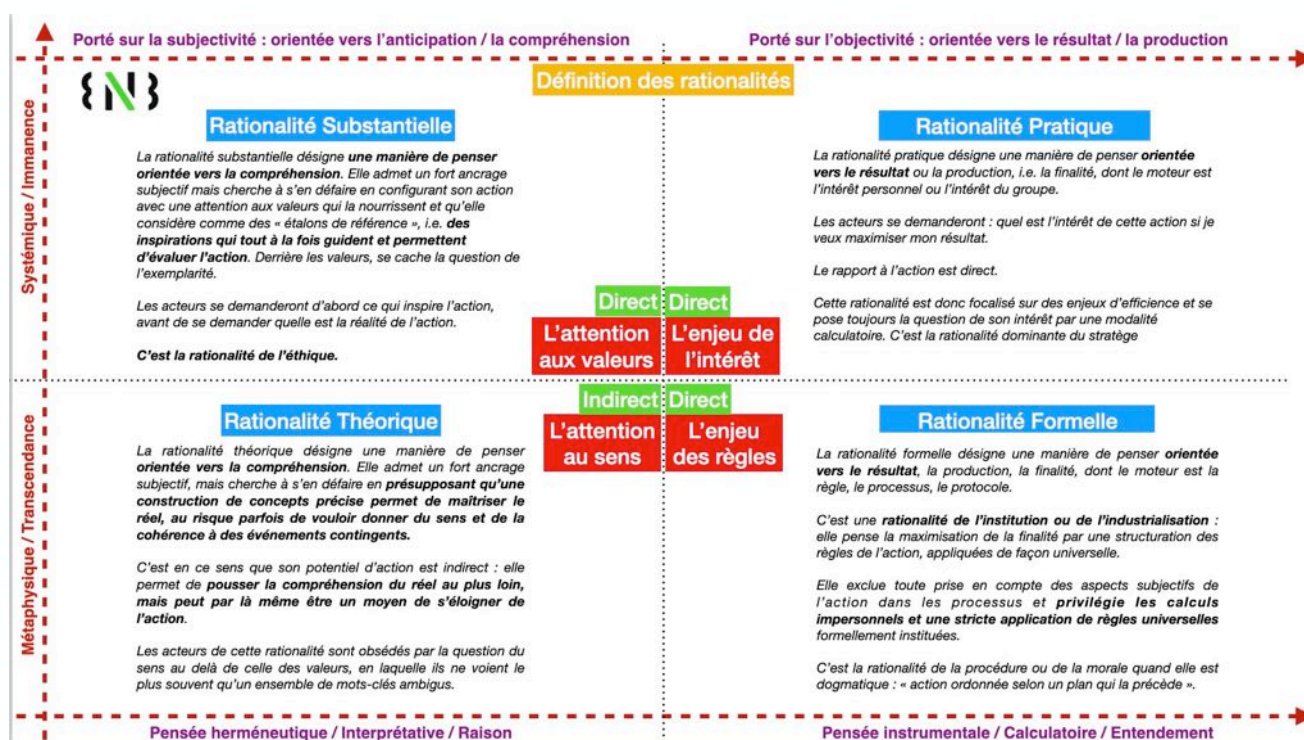 Porté sur la subjectivité : orientée vers l'anticipation / la compréhension
Porté sur l'objectivité : orientée vers le résultat / la production
Systémique / Immanence
Définition des rationalités
Rationalité Substantielle
La rationalité substantielle désigne une manière de penser
orientée vers la compréhension. Elle admet un fort ancrage
subjectif mais cherche à s'en défaire en configurant son action
avec une attention aux valeurs qui la nourrissent et qu'elle
considère comme des « étalons de référence », i.e. des
inspirations qui tout à la fois guident et permettent
d'évaluer l'action. Derrière les valeurs, se cache la question de
l'exemplarité.
Les acteurs se demanderont d'abord ce qui inspire l'action,
avant de se demander quelle est la réalité de l'action.
C'est la rationalité de l'éthique.
Direct
L'attention
aux valeurs
Rationalité Pratique
La rationalité pratique désigne une manière de penser orientée
vers le résultat ou la production, i.e. la finalité, dont le moteur est
l'intérêt personnel ou l'intérêt du groupe.
Les acteurs se demanderont : quel est l'intérêt de cette action si je
veux maximiser mon résultat.
Le rapport à l'action est direct.
Cette rationalité est donc focalisé sur des enjeux d'efficience et se
pose toujours la question de son intérêt par une modalité
calculatoire. C'est la rationalité dominante du stratège
Direct
L'enjeu de
l'intérêt
Métaphysique / Transcendance
Rationalité Théorique
La rationalité théorique désigne une manière de penser
orientée vers la compréhension. Elle admet un fort ancrage
subjectif, mais cherche à s'en défaire en présupposant qu'une
construction de concepts précise permet de maîtriser le
réel, au risque parfois de vouloir donner du sens et de la
cohérence à des événements contingents.
C'est en ce sens que son potentiel d'action est indirect : elle
permet de pousser la compréhension du réel au plus loin,
mais peut par là même être un moyen de s'éloigner de
l'action.
Les acteurs de cette rationalité sont obsédés par la question du
sens au delà de celle des valeurs, en laquelle ils ne voient le
plus souvent qu'un ensemble de mots-clés ambigus.
Indirect
L'attention
au sens
Direct
L'enjeu
des règles
Rationalité Formelle
La rationalité formelle désigne une manière de penser orientée
vers le résultat, la production, la finalité, dont le moteur est la
règle, le processus, le protocole.
C'est une rationalité de l'institution ou de l'industrialisation :
elle pense la maximisation de la finalité par une structuration des
règles de l'action, appliquées de façon universelle.
Elle exclue toute prise en compte des aspects subjectifs de
l'action dans les processus et privilégie les calculs
impersonnels et une stricte application de règles universelles
formellement instituées.
C'est la rationalité de la procédure ou de la morale quand elle est
dogmatique : « action ordonnée selon un plan qui la précède ».
Pensée herméneutique / Interprétative / Raison
Pensée instrumentale / Calculatoire / Entendement